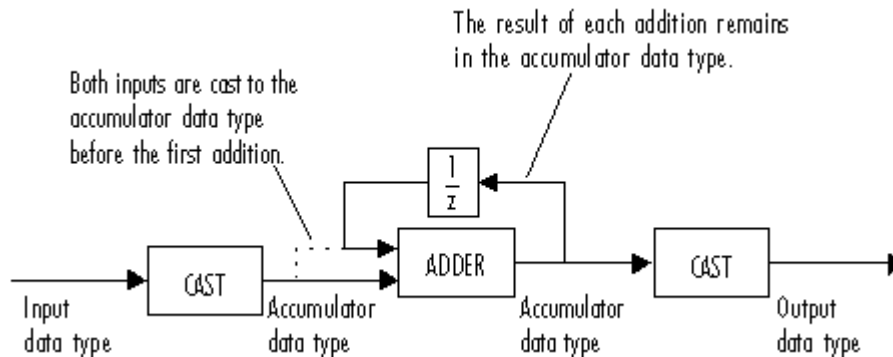 The result of each addition remains
in the accumulator data type.
Both inputs are cast to the
accumulator data type
before the first addition.
1
z
CAST
ADDER
CAST
Input
data type
Accumulator
data type
Accumulator
data type
Output
data type